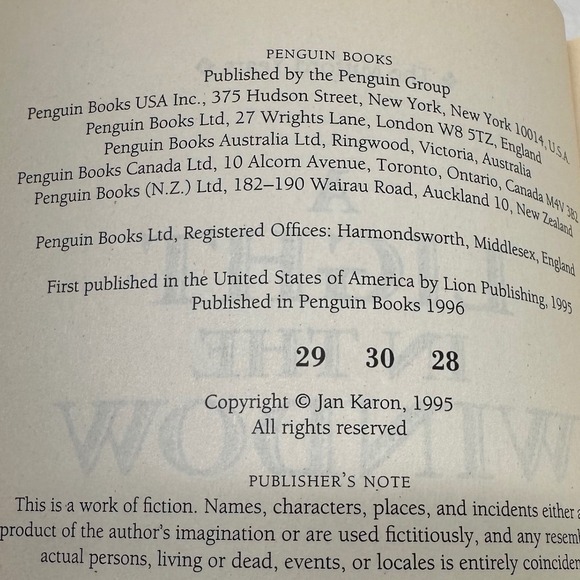 PENGUIN BOOKS
Published by the Penguin Group
Penguin Books USA Inc., 375 Hudson Street, New York, New York 10014, U.S.A.
Penguin Books Ltd, 27 Wrights Lane, London W8 5TZ, England
Penguin Books Australia Ltd, Ringwood, Victoria, Australia
Penguin Books Canada Ltd, 10 Alcorn Avenue, Toronto, Ontario, Canada M4V 3B2
Penguin Books (N.Z.) Ltd, 182–190 Wairau Road, Auckland 10, New Zealand
Penguin Books Ltd, Registered Offices: Harmondsworth, Middlesex, England
First published in the United States of America by Lion Publishing, 1995
Published in Penguin Books 1996
29 30 28
Copyright © Jan Karon, 1995
All rights reserved
PUBLISHER'S NOTE
This is a work of fiction. Names, characters, places, and incidents either
product of the author's imagination or are used fictitiously, and any
actual persons, living or dead, events, or locales is entirely
A
LIGHT
IN THE
WINDOW